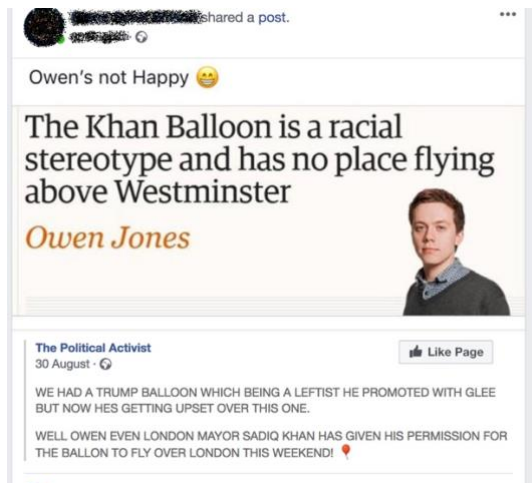 shared a post.
Owen's not Happy 😁
The Khan Balloon is a racial
stereotype and has no place flying
above Westminster
Owen Jones
The Political Activist
30 August ·
Like Page
WE HAD A TRUMP BALLOON WHICH BEING A LEFTIST HE PROMOTED WITH GLEE
BUT NOW HES GETTING UPSET OVER THIS ONE.
WELL OWEN EVEN LONDON MAYOR SADIQ KHAN HAS GIVEN HIS PERMISSION FOR
THE BALLON TO FLY OVER LONDON THIS WEEKEND! 🎈